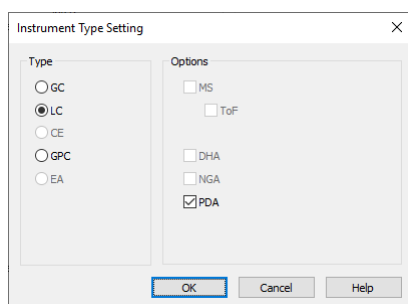 Instrument Type Setting
Type
GC
LC
CE
GPC
EA
Options
MS
ToF
DHA
NGA
PDA
OK
Cancel
Help